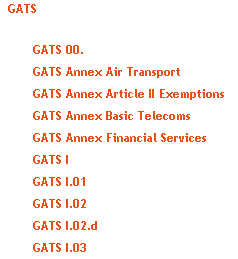 GATS
GATS 00.
GATS Annex Air Transport
GATS Annex Article II Exemptions
GATS Annex Basic Telecoms
GATS Annex Financial Services
GATS I
GATS I.01
GATS I.02
GATS I.02.d
GATS I.03